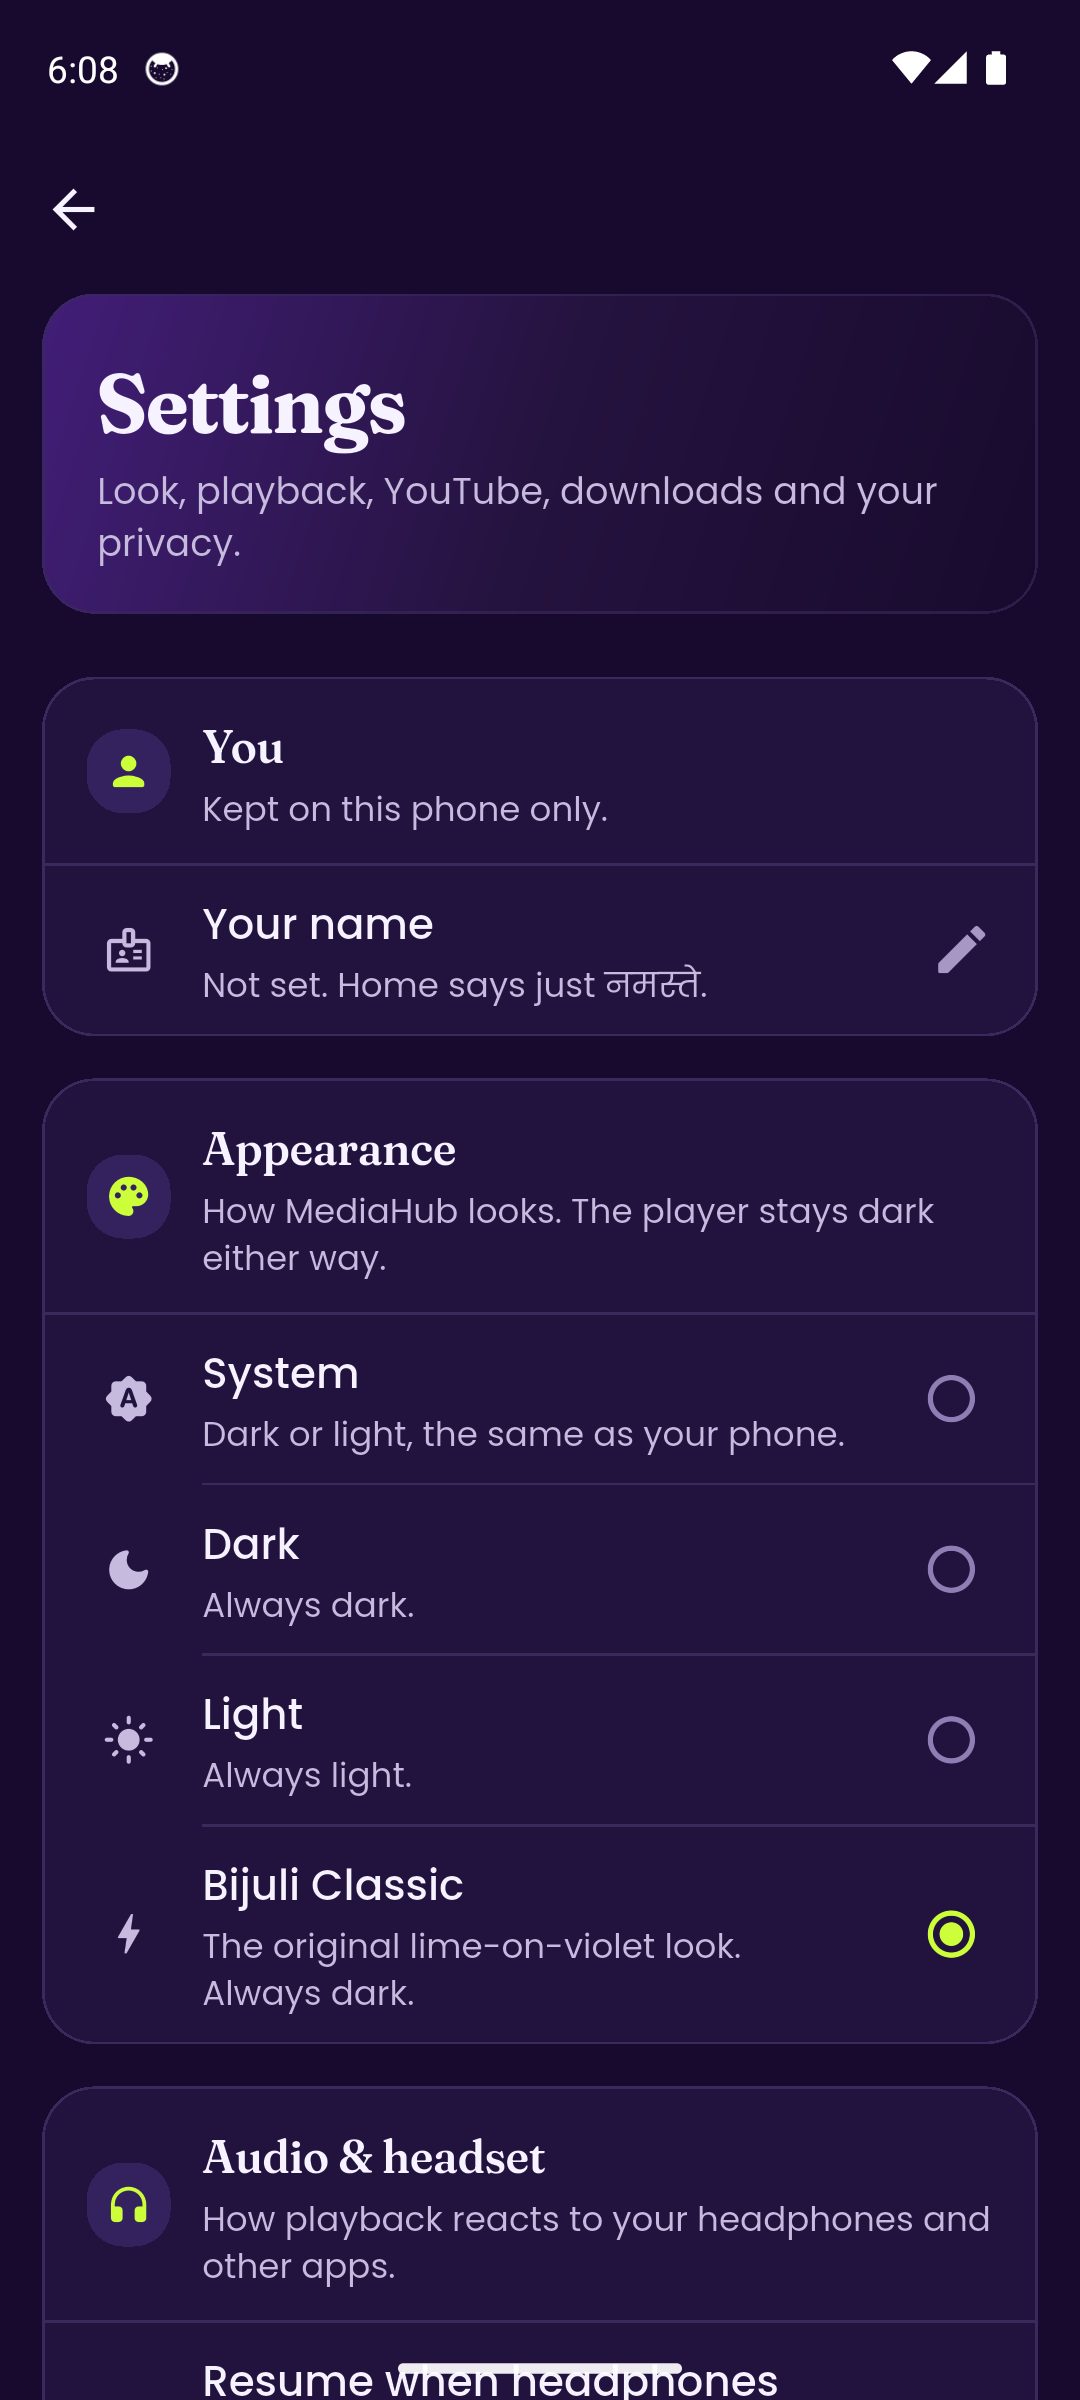 6:08
Settings
Look, playback, YouTube, downloads and your
privacy.
You
Kept on this phone only.
Your name
Not set. Home says just नमस्ते.
Appearance
How MediaHub looks. The player stays dark
either way.
System
Dark or light, the same as your phone.
Dark
Always dark.
Light
Always light.
Bijuli Classic
The original lime-on-violet look.
Always dark.
Audio & headset
How playback reacts to your headphones and
other apps.
Resume when headphones